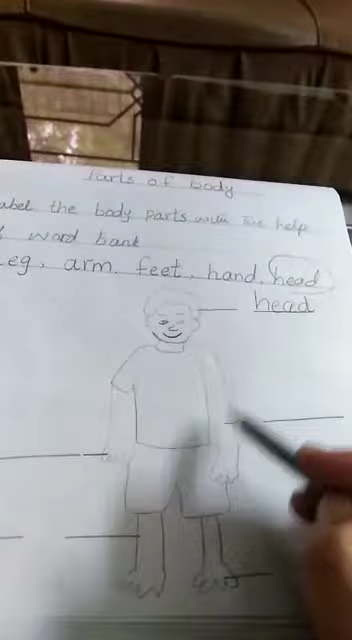 Parts of body
abel the body parts with the help
word bank
eg, arm, feet, hand, head
head